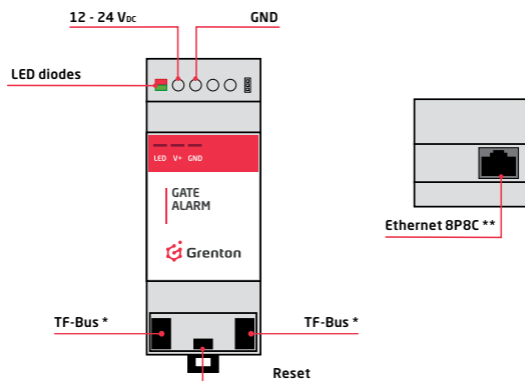 12 - 24 VDC
GND
LED diodes
LED V+ GND
GATE
ALARM
Grenton
Ethernet 8P8C **
TF-Bus *
TF-Bus *
Reset